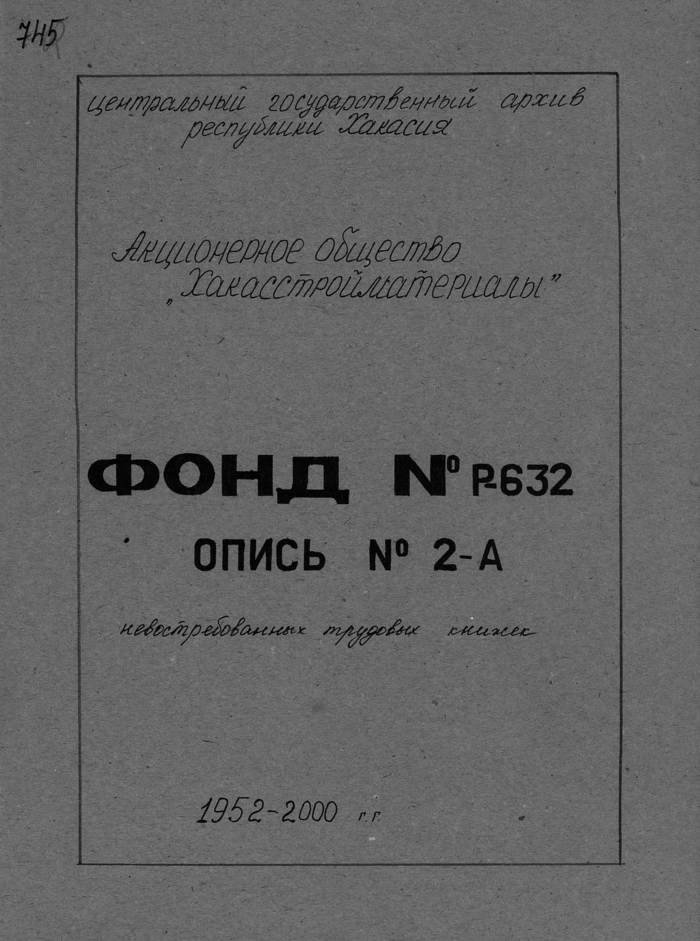 745
центральный государственный архив
республики Хакасия
Акционерное общество
„Хакасстройматериалы”
ФОНД № Р-632
ОПИСЬ № 2-А
невостребованных трудовых книжек
1952-2000 г.г.